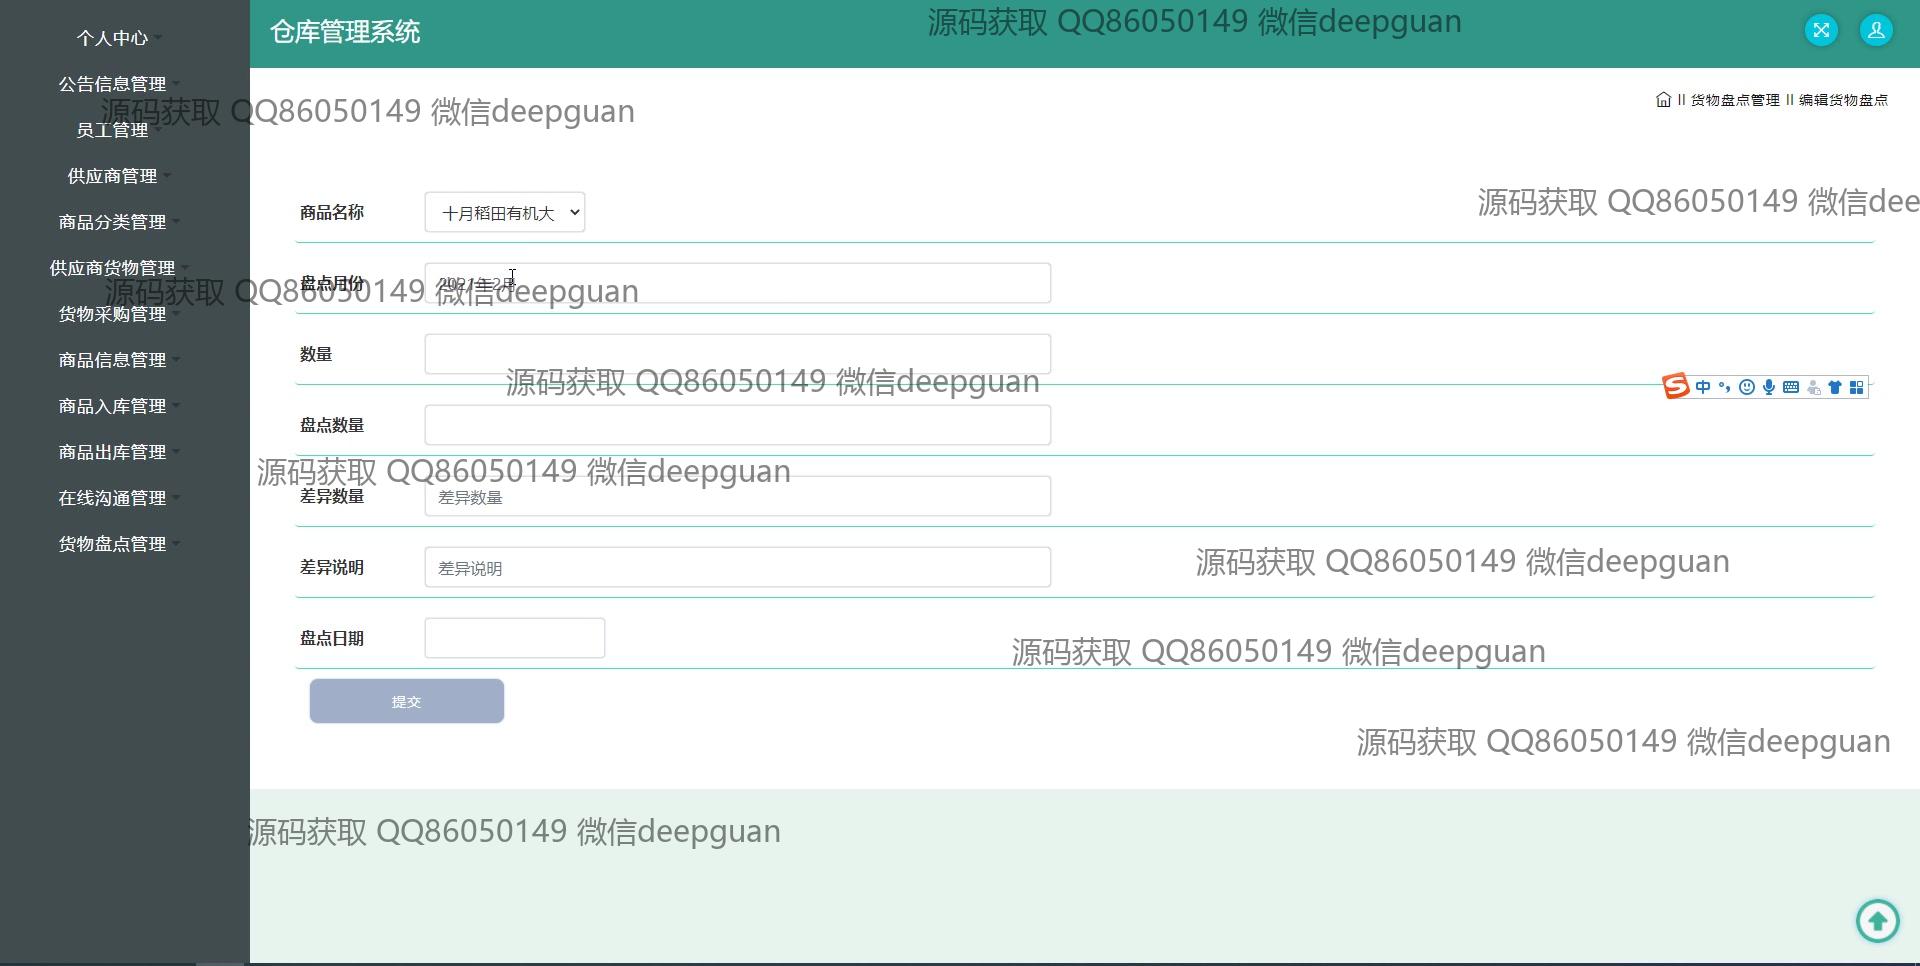 仓库管理系统
源码获取 QQ86050149 微信deepguan
个人中心
公告信息管理
源码获取 QQ86050149 微信deepguan
货物盘点管理 编辑货物盘点
员工管理
供应商管理
源码获取 QQ86050149 微信dee
商品名称 十月稻田有机大
商品分类管理
供应商货物管理
盘点月份 2021年2月
源码获取 QQ86050149 微信deepguan
货物采购管理
商品信息管理
数量
源码获取 QQ86050149 微信deepguan
中
商品入库管理
盘点数量
商品出库管理
源码获取 QQ86050149 微信deepguan
在线沟通管理
差异数量 差异数量
货物盘点管理
差异说明 差异说明
源码获取 QQ86050149 微信deepguan
盘点日期
源码获取 QQ86050149 微信deepguan
提交
源码获取 QQ86050149 微信deepguan
源码获取 QQ86050149 微信deepguan